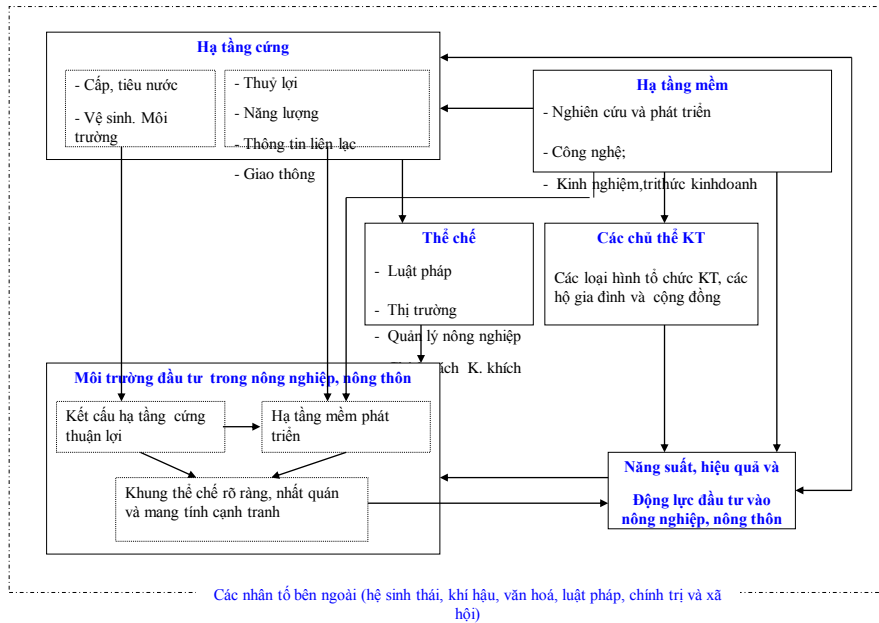 Hạ tầng cứng
- Cấp, tiêu nước
- Vệ sinh. Môi
trường
- Thuỷ lợi
- Năng lượng
- Thông tin liên lạc
- Giao thông
Hạ tầng mềm
- Nghiên cứu và phát triển
- Công nghệ;
- Kinh nghiệm,trithức kinhdoanh
Thể chế
- Luật pháp
- Thị trường
- Quản lý nông nghiệp
K. khích
Các chủ thể KT
Các loại hình tổ chức KT, các
hộ gia đình và cộng đồng
Môi trường đầu tư trong nông nghiệp, nông thôn
Kết cấu hạ tầng cứng
thuận lợi
Hạ tầng mềm phát
triển
Khung thể chế rõ ràng, nhất quán
và mang tính cạnh tranh
Năng suất, hiệu quả và
Động lực đầu tư vào
nông nghiệp, nông thôn
Các nhân tố bên ngoài (hệ sinh thái, khí hậu, văn hoá, luật pháp, chính trị và xã
hội)